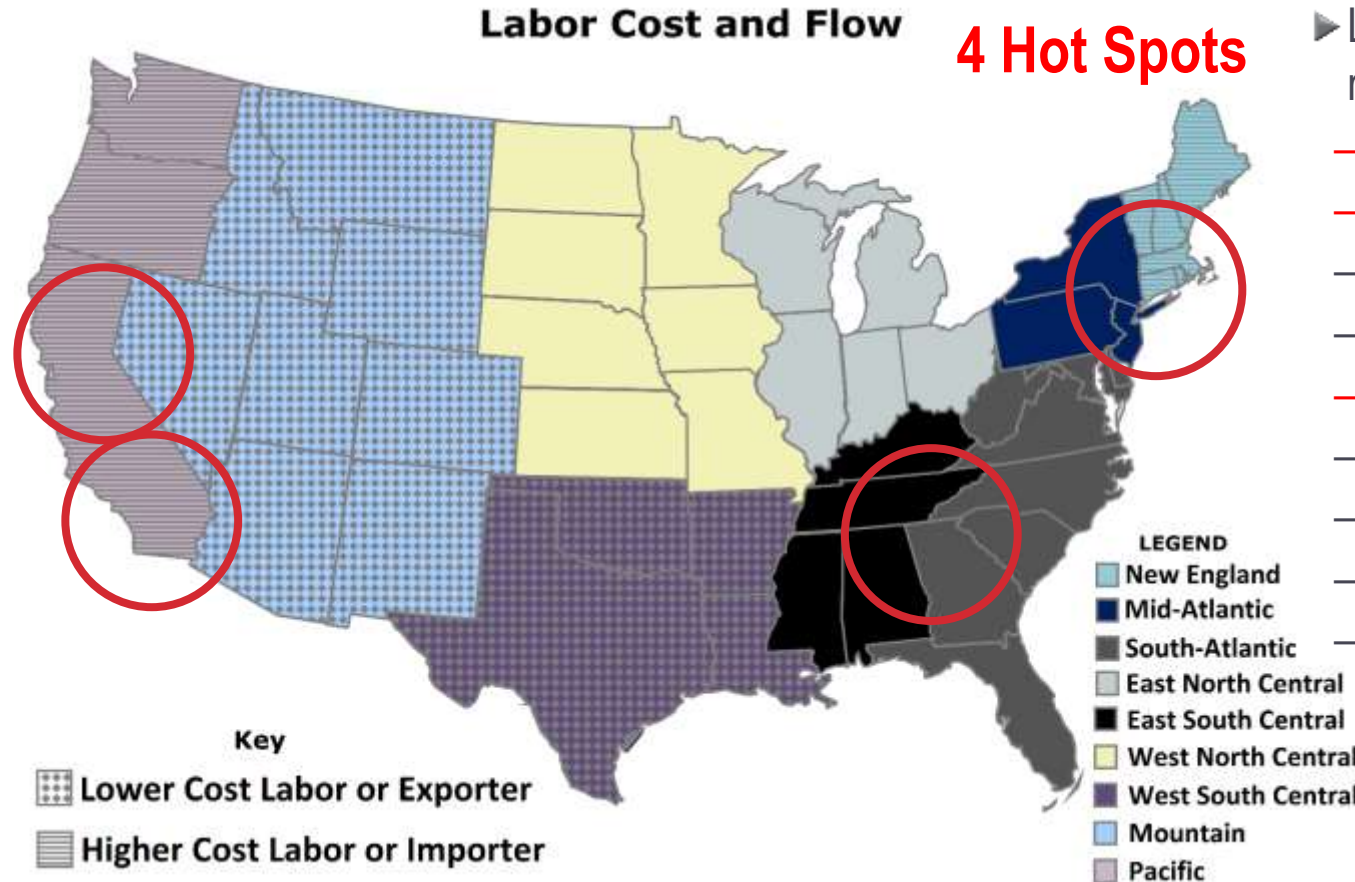 Labor Cost and Flow
4 Hot Spots
LEGEND
New England
Mid-Atlantic
South-Atlantic
East North Central
East South Central
West North Central
West South Central
Mountain
Pacific
Key
Lower Cost Labor or Exporter
Higher Cost Labor or Importer